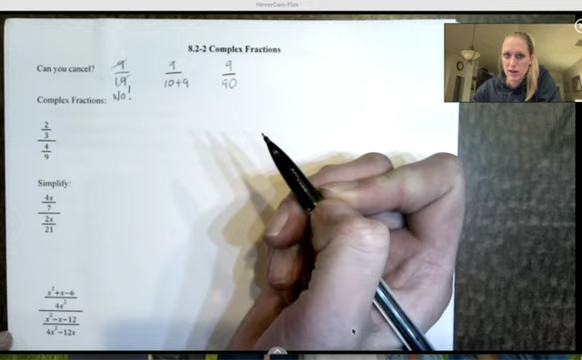 HoverCam Flex
8.2-2 Complex Fractions
Can you cancel? 9/19 9/(10+9) 9/90
No!
Complex Fractions:
2
3
4
9
Simplify:
4x
7
2x
21
x²+x−6
4x²
x²−x−12
4x²−12x